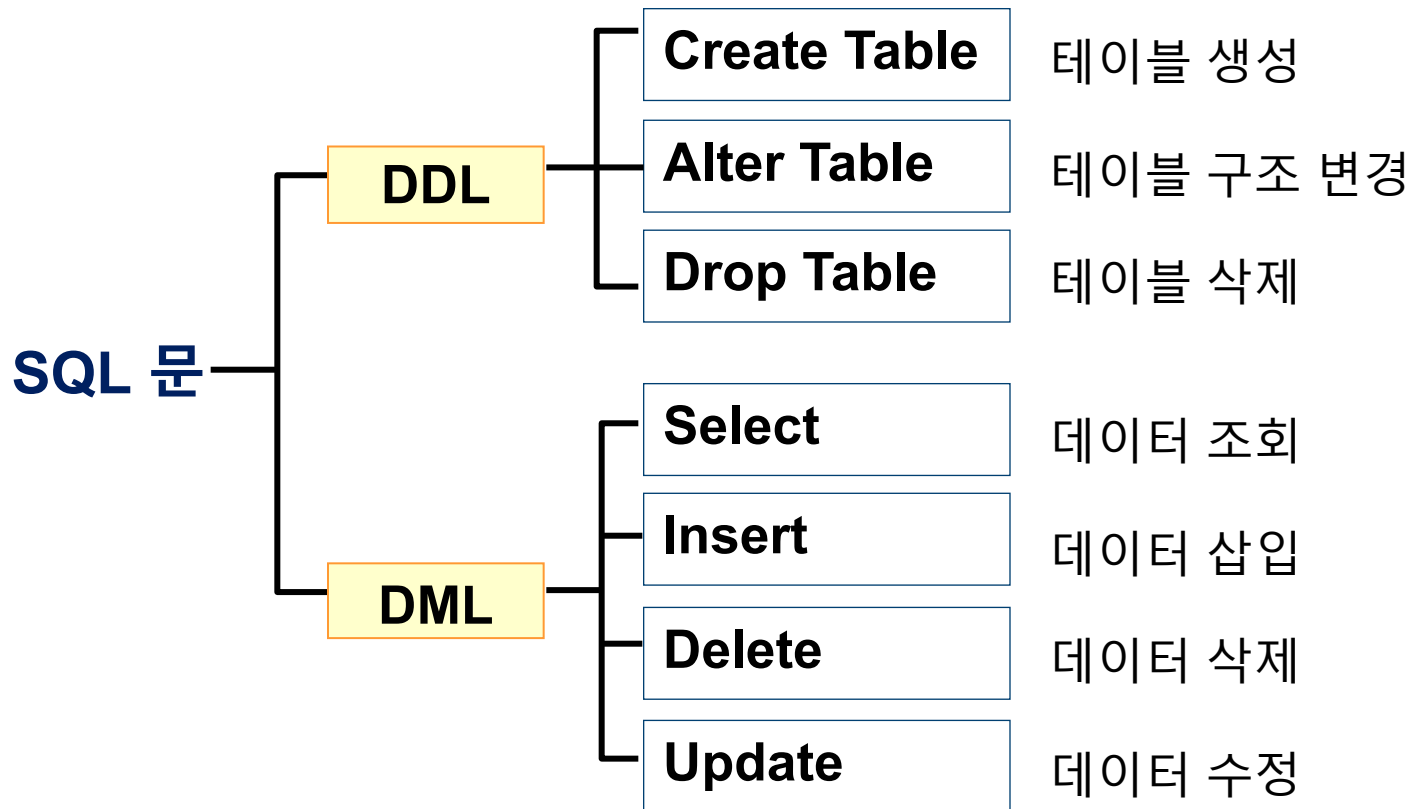 Create Table 테이블 생성
DDL
Alter Table 테이블 구조 변경
Drop Table 테이블 삭제
SQL 문
Select 데이터 조회
Insert 데이터 삽입
DML
Delete 데이터 삭제
Update 데이터 수정